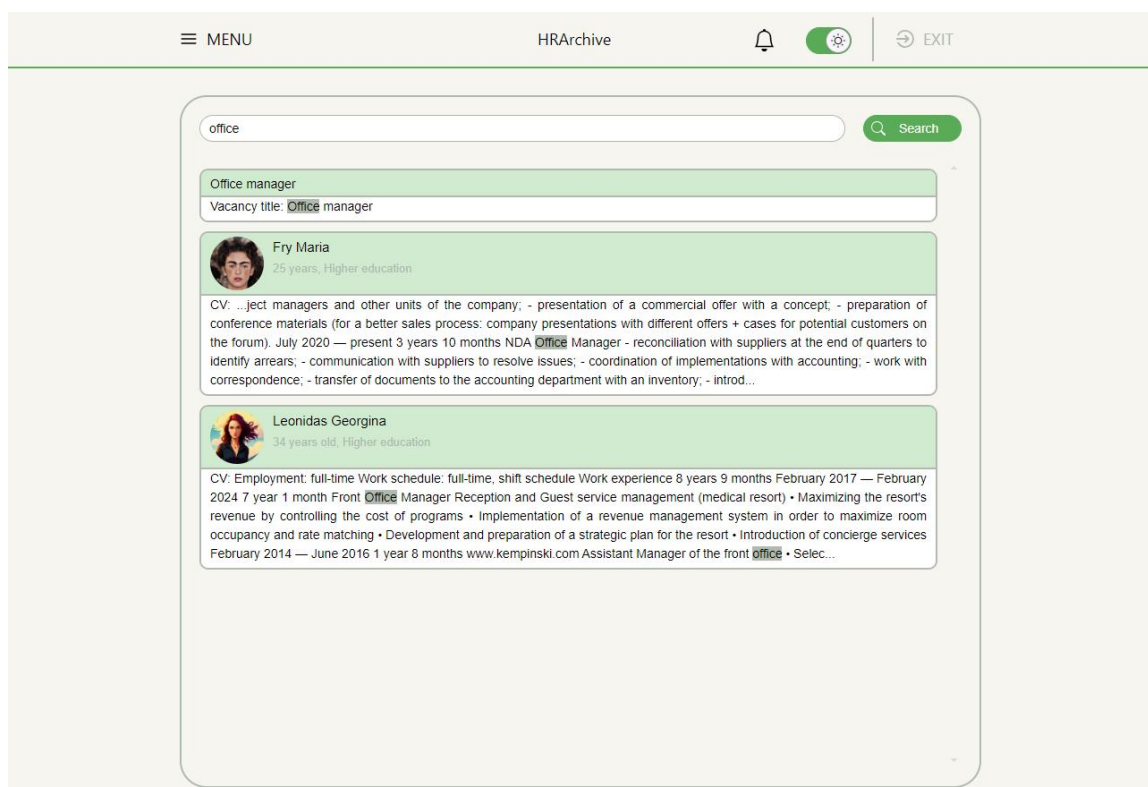 MENU
HRArchive
EXIT
office
Search
Office manager
Vacancy title: Office manager
Fry Maria
25 years, Higher education
CV: ...ject managers and other units of the company; - presentation of a commercial offer with a concept; - preparation of
conference materials (for a better sales process: company presentations with different offers + cases for potential customers on
the forum). July 2020 — present 3 years 10 months NDA Office Manager - reconciliation with suppliers at the end of quarters to
identify arrears; - communication with suppliers to resolve issues; - coordination of implementations with accounting; - work with
correspondence; - transfer of documents to the accounting department with an inventory; - introd...
Leonidas Georgina
34 years old, Higher education
CV: Employment: full-time Work schedule: full-time, shift schedule Work experience 8 years 9 months February 2017 — February
2024 7 year 1 month Front Office Manager Reception and Guest service management (medical resort) • Maximizing the resort's
revenue by controlling the cost of programs • Implementation of a revenue management system in order to maximize room
occupancy and rate matching • Development and preparation of a strategic plan for the resort • Introduction of concierge services
February 2014 — June 2016 1 year 8 months www.kempinski.com Assistant Manager of the front office • Selec...